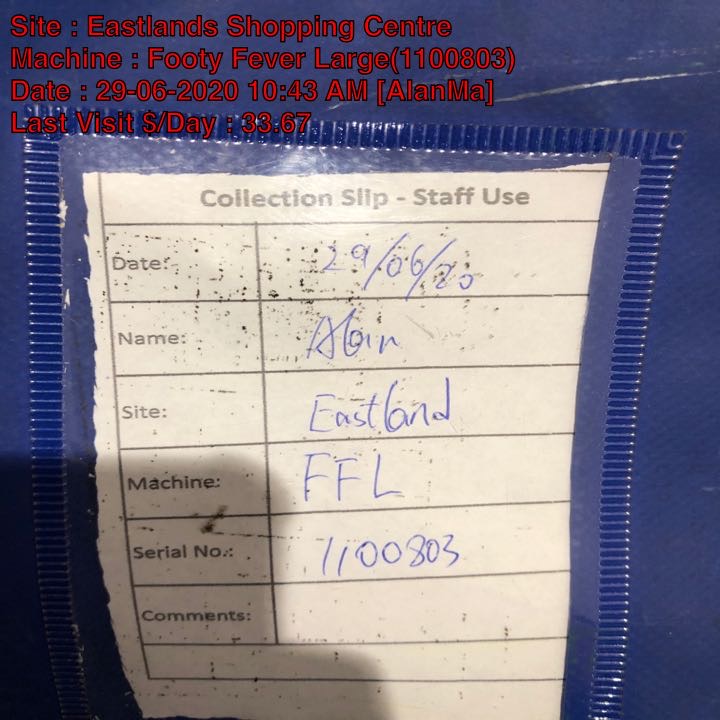 Site : Eastlands Shopping Centre
Machine : Footy Fever Large(1100803)
Date : 29-06-2020 10:43 AM [AlanMa]
Last Visit $/Day : 33.67
Collection Slip - Staff Use
Date: 29/06/20
Name: Alan
Site: Eastland
Machine: FFL
Serial No.: 1100803
Comments: